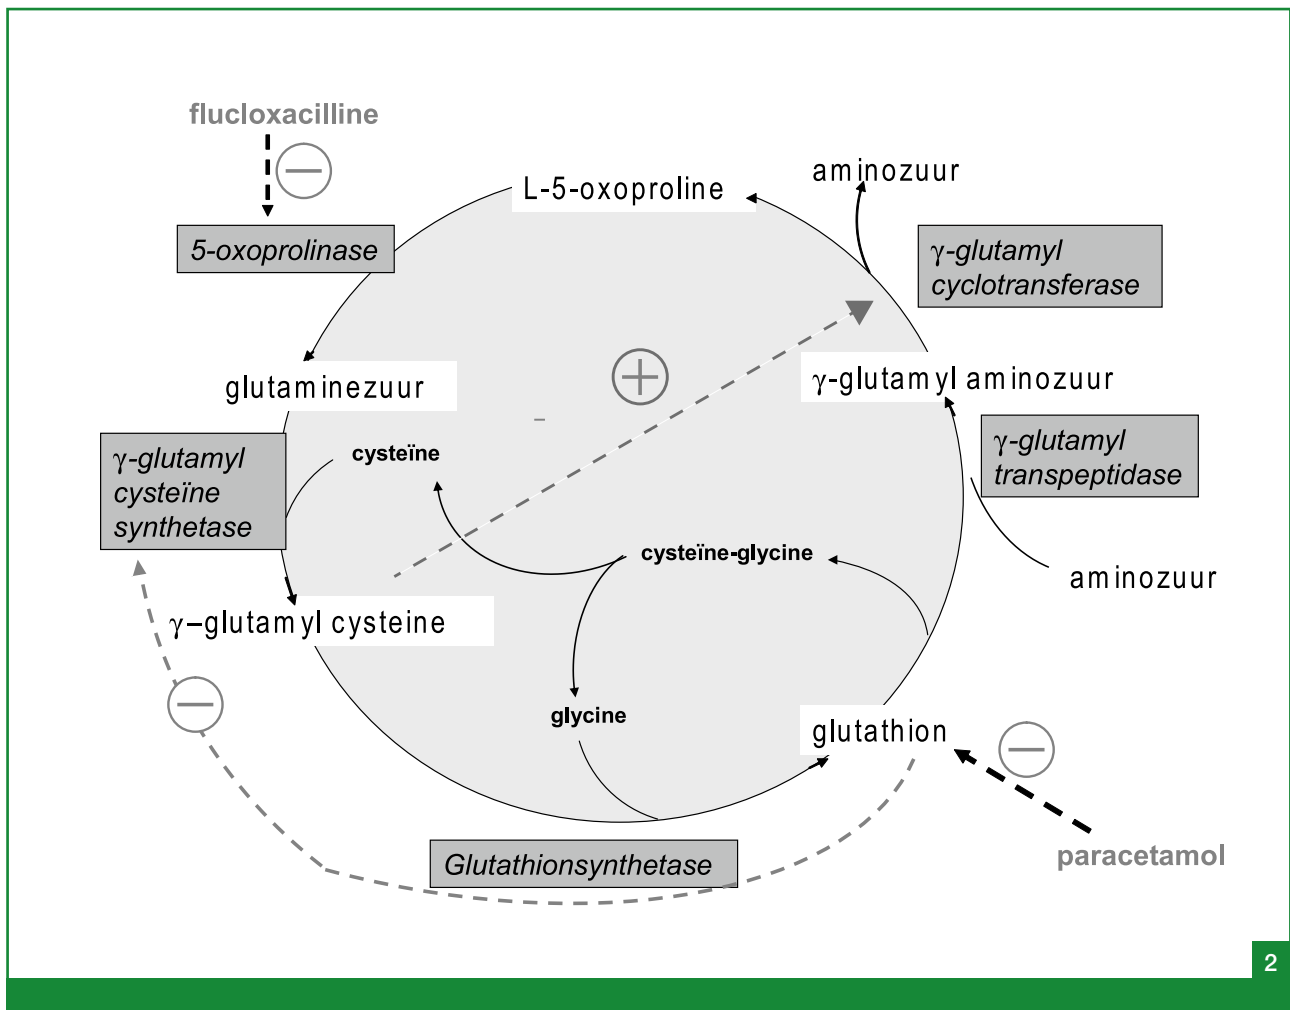 flucloxacilline
L-5-oxoproline
aminozuur
5-oxoprolinase
γ-glutamyl
cyclotransferase
glutaminezuur
γ-glutamyl aminozuur
γ-glutamyl
cysteïne
synthetase
cysteïne
γ-glutamyl
transpeptidase
cysteïne-glycine
aminozuur
γ–glutamyl cysteine
glycine
glutathion
Glutathionsynthetase
paracetamol
2